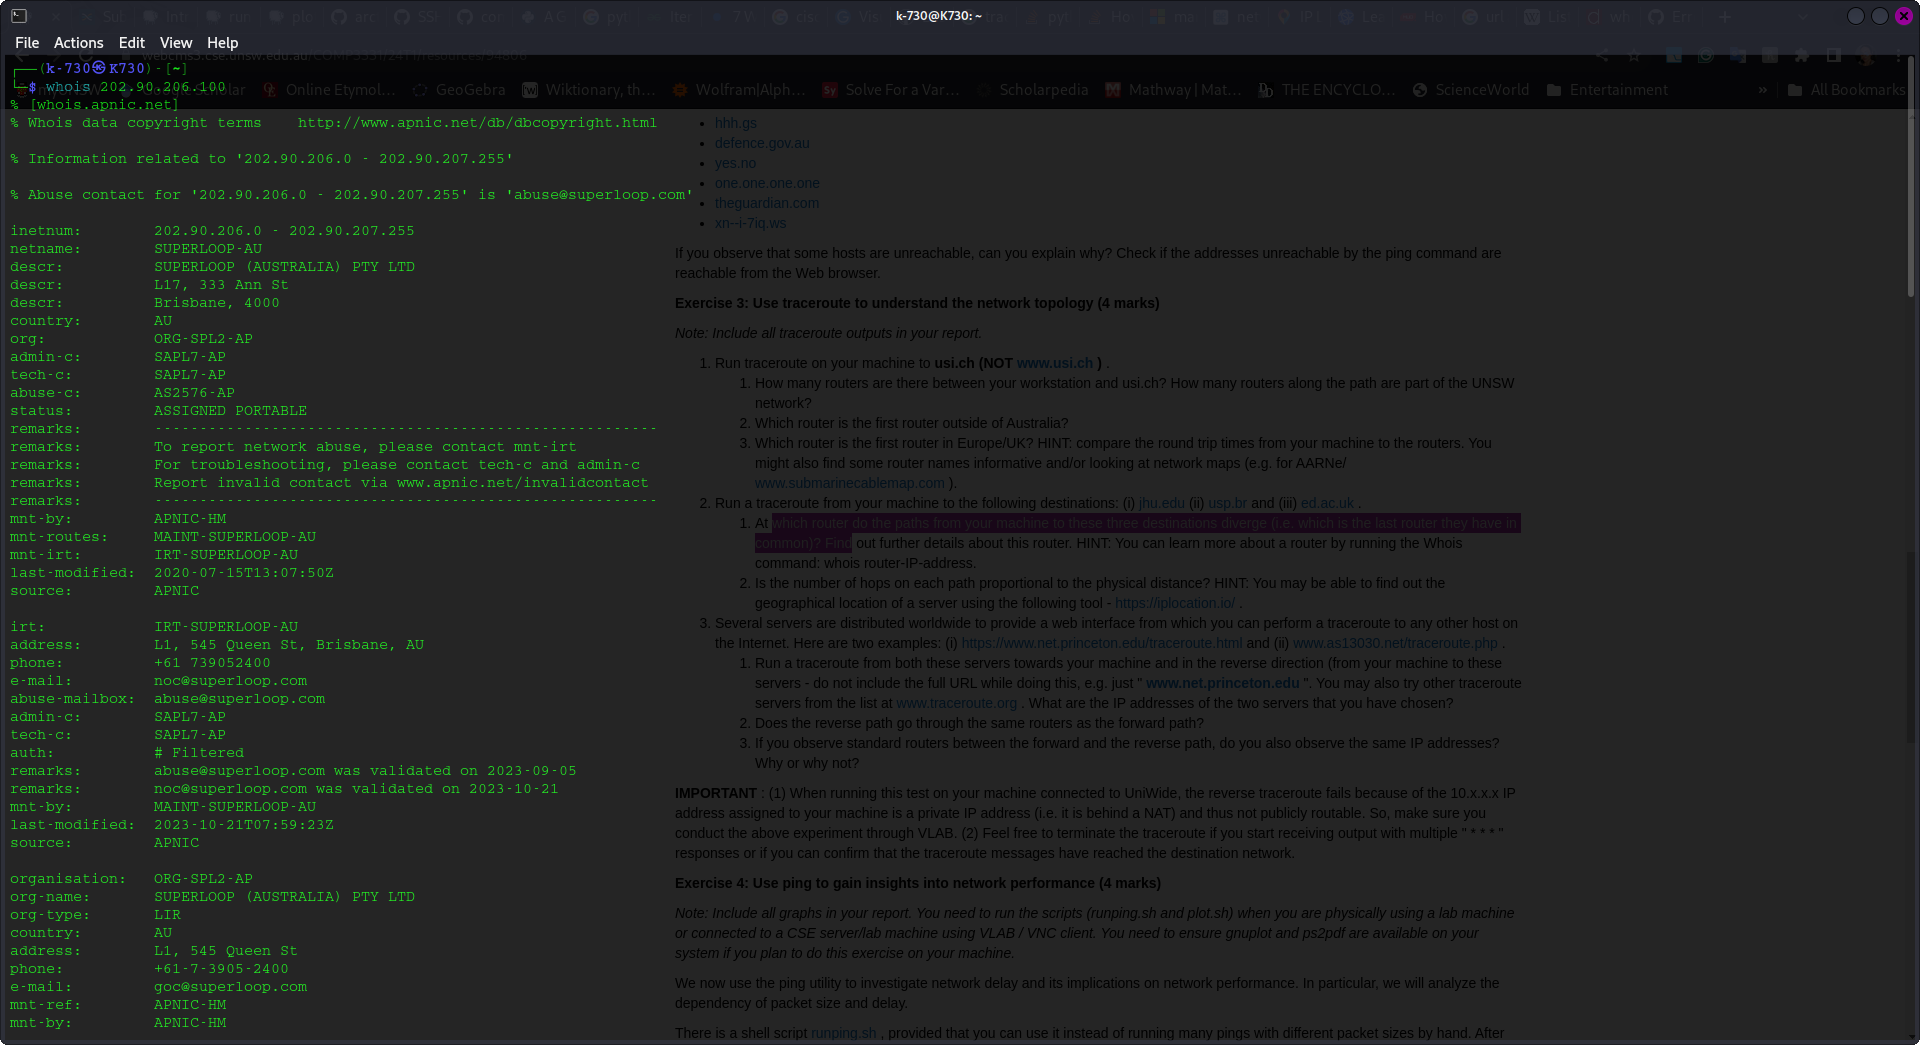 k-730@K730: ~
File Actions Edit View Help
┌──(k-730㉿K730)-[~]
└─$ whois 202.90.206.100
% [whois.apnic.net]
% Whois data copyright terms    http://www.apnic.net/db/dbcopyright.html
% Information related to '202.90.206.0 - 202.90.207.255'
% Abuse contact for '202.90.206.0 - 202.90.207.255' is 'abuse@superloop.com'
inetnum:        202.90.206.0 - 202.90.207.255
netname:        SUPERLOOP-AU
descr:          SUPERLOOP (AUSTRALIA) PTY LTD
descr:          L17, 333 Ann St
descr:          Brisbane, 4000
country:        AU
org:            ORG-SPL2-AP
admin-c:        SAPL7-AP
tech-c:         SAPL7-AP
abuse-c:        AS2576-AP
status:         ASSIGNED PORTABLE
remarks:        --------------------------------------------------------
remarks:        To report network abuse, please contact mnt-irt
remarks:        For troubleshooting, please contact tech-c and admin-c
remarks:        Report invalid contact via www.apnic.net/invalidcontact
remarks:        --------------------------------------------------------
mnt-by:         APNIC-HM
mnt-routes:     MAINT-SUPERLOOP-AU
mnt-irt:        IRT-SUPERLOOP-AU
last-modified:  2020-07-15T13:07:50Z
source:         APNIC
irt:            IRT-SUPERLOOP-AU
address:        L1, 545 Queen St, Brisbane, AU
phone:          +61 739052400
e-mail:         noc@superloop.com
abuse-mailbox:  abuse@superloop.com
admin-c:        SAPL7-AP
tech-c:         SAPL7-AP
auth:           # Filtered
remarks:        abuse@superloop.com was validated on 2023-09-05
remarks:        noc@superloop.com was validated on 2023-10-21
mnt-by:         MAINT-SUPERLOOP-AU
last-modified:  2023-10-21T07:59:23Z
source:         APNIC
organisation:   ORG-SPL2-AP
org-name:       SUPERLOOP (AUSTRALIA) PTY LTD
org-type:       LIR
country:        AU
address:        L1, 545 Queen St
phone:          +61-7-3905-2400
e-mail:         goc@superloop.com
mnt-ref:        APNIC-HM
mnt-by:         APNIC-HM
Online Etymol... GeoGebra Wiktionary, th... Wolfram|Alph... Solve For a Var... Scholarpedia Mathway | Mat... THE ENCYCLO... ScienceWorld Entertainment » All Bookmarks
• hhh.gs
• defence.gov.au
• yes.no
• one.one.one.one
• theguardian.com
• xn--i-7iq.ws
If you observe that some hosts are unreachable, can you explain why? Check if the addresses unreachable by the ping command are
reachable from the Web browser.
Exercise 3: Use traceroute to understand the network topology (4 marks)
Note: Include all traceroute outputs in your report.
1. Run traceroute on your machine to usi.ch (NOT www.usi.ch ) .
1. How many routers are there between your workstation and usi.ch? How many routers along the path are part of the UNSW
network?
2. Which router is the first router outside of Australia?
3. Which router is the first router in Europe/UK? HINT: compare the round trip times from your machine to the routers. You
might also find some router names informative and/or looking at network maps (e.g. for AARNe/
www.submarinecablemap.com ).
2. Run a traceroute from your machine to the following destinations: (i) jhu.edu (ii) usp.br and (iii) ed.ac.uk .
1. At which router do the paths from your machine to these three destinations diverge (i.e. which is the last router they have in
common)? Find out further details about this router. HINT: You can learn more about a router by running the Whois
command: whois router-IP-address.
2. Is the number of hops on each path proportional to the physical distance? HINT: You may be able to find out the
geographical location of a server using the following tool - https://iplocation.io/ .
3. Several servers are distributed worldwide to provide a web interface from which you can perform a traceroute to any other host on
the Internet. Here are two examples: (i) https://www.net.princeton.edu/traceroute.html and (ii) www.as13030.net/traceroute.php .
1. Run a traceroute from both these servers towards your machine and in the reverse direction (from your machine to these
servers - do not include the full URL while doing this, e.g. just " www.net.princeton.edu ". You may also try other traceroute
servers from the list at www.traceroute.org . What are the IP addresses of the two servers that you have chosen?
2. Does the reverse path go through the same routers as the forward path?
3. If you observe standard routers between the forward and the reverse path, do you also observe the same IP addresses?
Why or why not?
IMPORTANT : (1) When running this test on your machine connected to UniWide, the reverse traceroute fails because of the 10.x.x.x IP
address assigned to your machine is a private IP address (i.e. it is behind a NAT) and thus not publicly routable. So, make sure you
conduct the above experiment through VLAB. (2) Feel free to terminate the traceroute if you start receiving output with multiple " * * * "
responses or if you can confirm that the traceroute messages have reached the destination network.
Exercise 4: Use ping to gain insights into network performance (4 marks)
Note: Include all graphs in your report. You need to run the scripts (runping.sh and plot.sh) when you are physically using a lab machine
or connected to a CSE server/lab machine using VLAB / VNC client. You need to ensure gnuplot and ps2pdf are available on your
system if you plan to do this exercise on your machine.
We now use the ping utility to investigate network delay and its implications on network performance. In particular, we will analyze the
dependency of packet size and delay.
There is a shell script runping.sh , provided that you can use it instead of running many pings with different packet sizes by hand. After